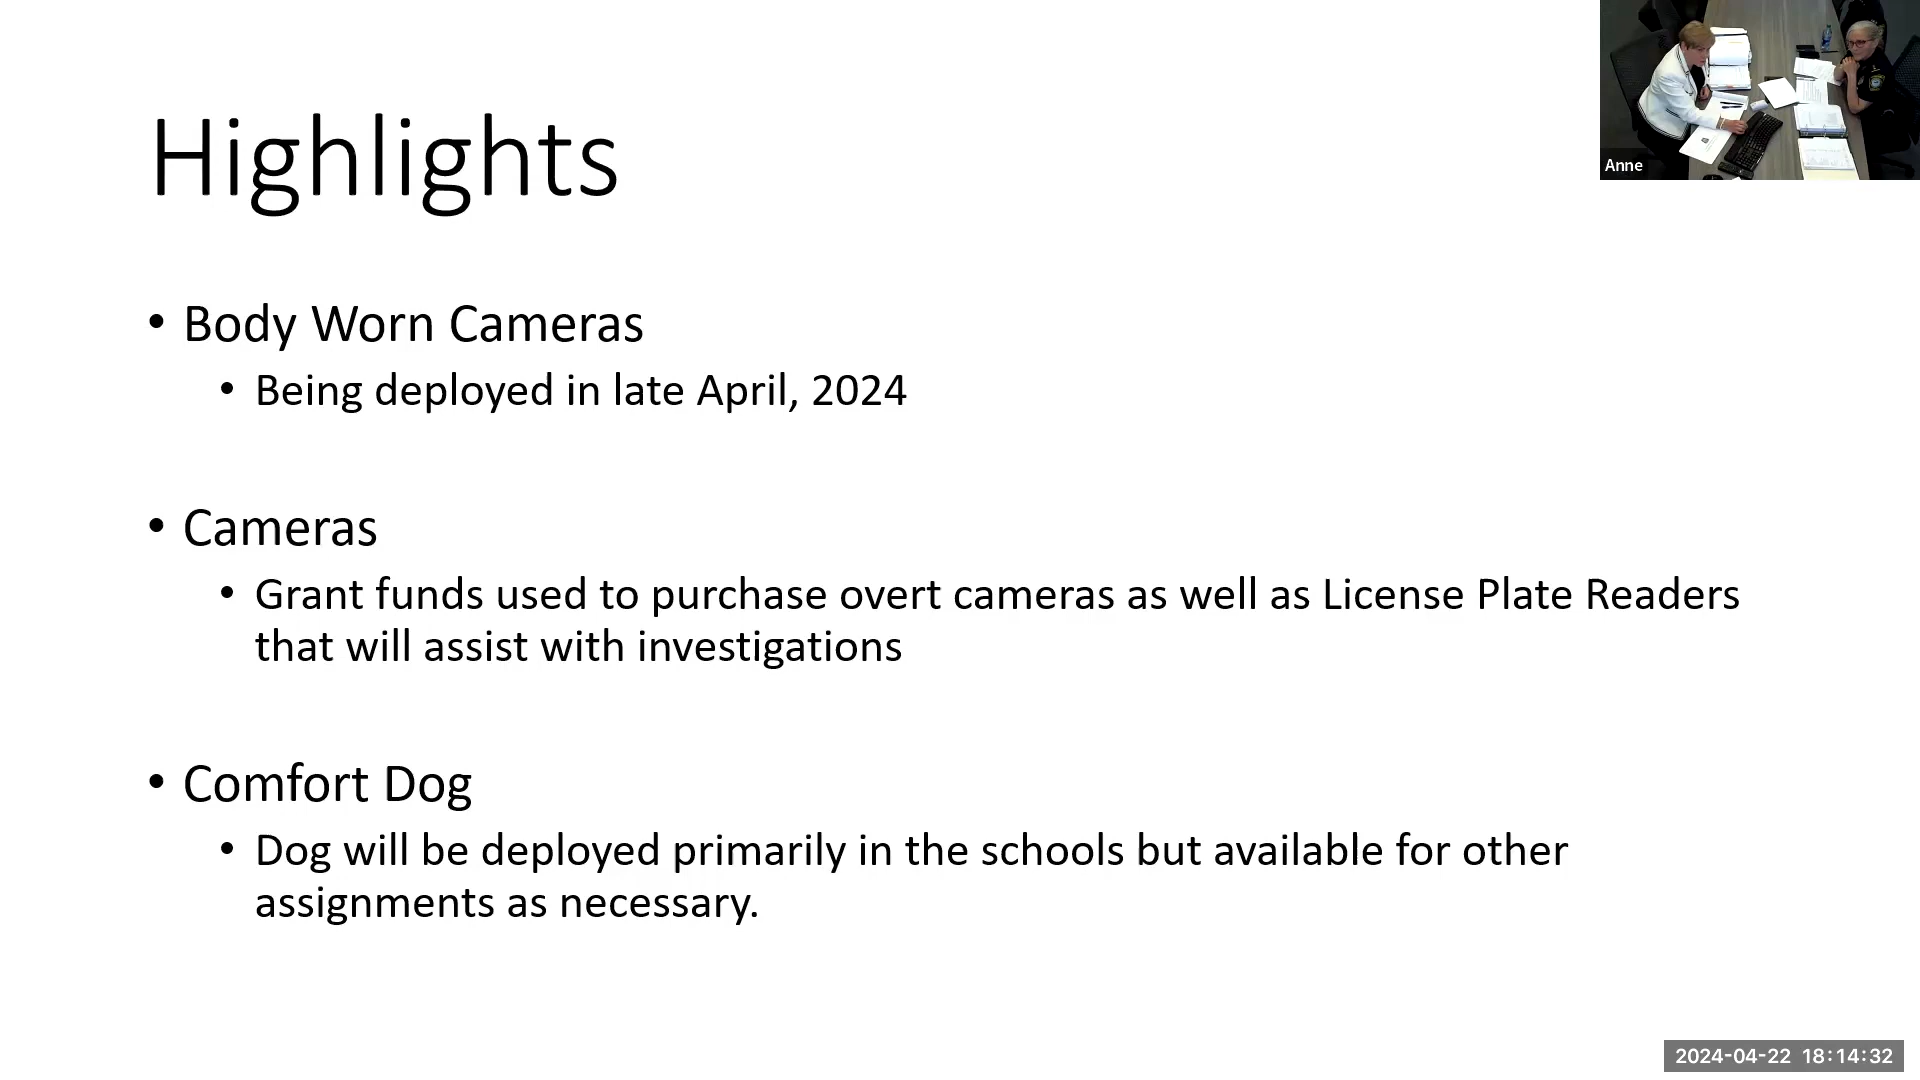 Highlights
• Body Worn Cameras
• Being deployed in late April, 2024
• Cameras
• Grant funds used to purchase overt cameras as well as License Plate Readers
that will assist with investigations
• Comfort Dog
• Dog will be deployed primarily in the schools but available for other
assignments as necessary.
Anne
2024-04-22 18:14:32